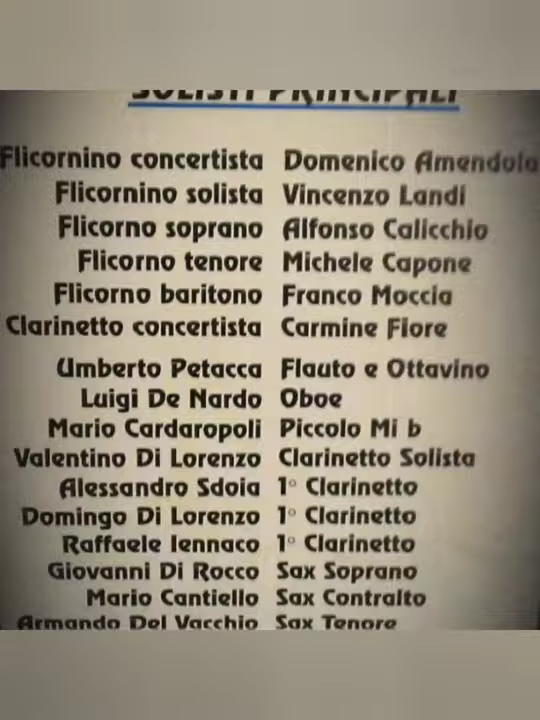 SOLISTI PRINCIPALI
Flicornino concertista Domenico Amendola
Flicornino solista Vincenzo Landi
Flicorno soprano Alfonso Calicchio
Flicorno tenore Michele Capone
Flicorno baritono Franco Moccia
Clarinetto concertista Carmine Fiore
Umberto Petacca Flauto e Ottavino
Luigi De Nardo Oboe
Mario Cardaropoli Piccolo Mi b
Valentino Di Lorenzo Clarinetto Solista
Alessandro Sdoia 1° Clarinetto
Domingo Di Lorenzo 1° Clarinetto
Raffaele Iennaco 1° Clarinetto
Giovanni Di Rocco Sax Soprano
Mario Cantiello Sax Contralto
Armando Del Vacchio Sax Tenore